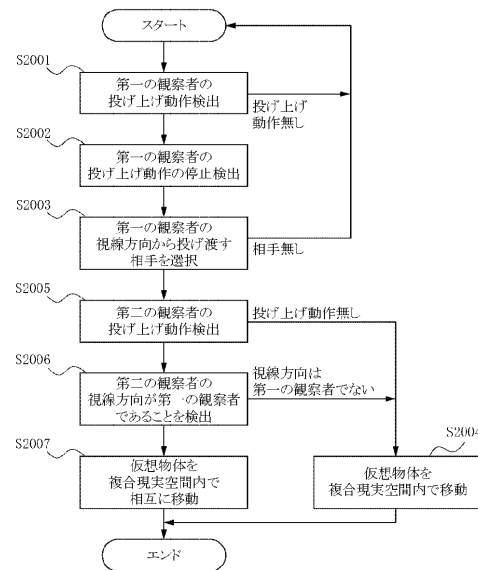 スタート
S2001
第一の観察者の
投げ上げ動作検出
投げ上げ
動作無し
S2002
第一の観察者の
投げ上げ動作の停止検出
S2003
第一の観察者の
視線方向から投げ渡す
相手を選択
相手無し
S2005
第二の観察者の
投げ上げ動作検出
投げ上げ動作無し
S2006
第二の観察者の
視線方向が第一の観察者
であることを検出
視線方向は
第一の観察者でない
S2007
仮想物体を
複合現実空間内で
相互に移動
S2004
仮想物体を
複合現実空間内で移動
エンド